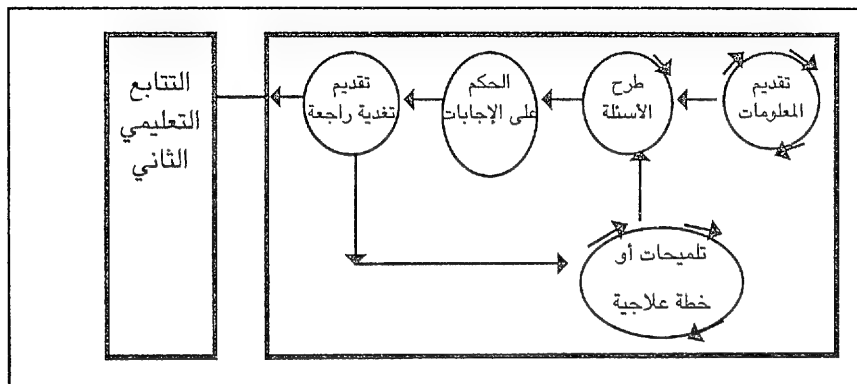 تقديم
المعلومات
طرح
الأسئلة
الحكم
على الإجابات
تقديم
تغذية راجعة
التتابع
التعليمي
الثاني
تلميحات أو
خطة علاجية